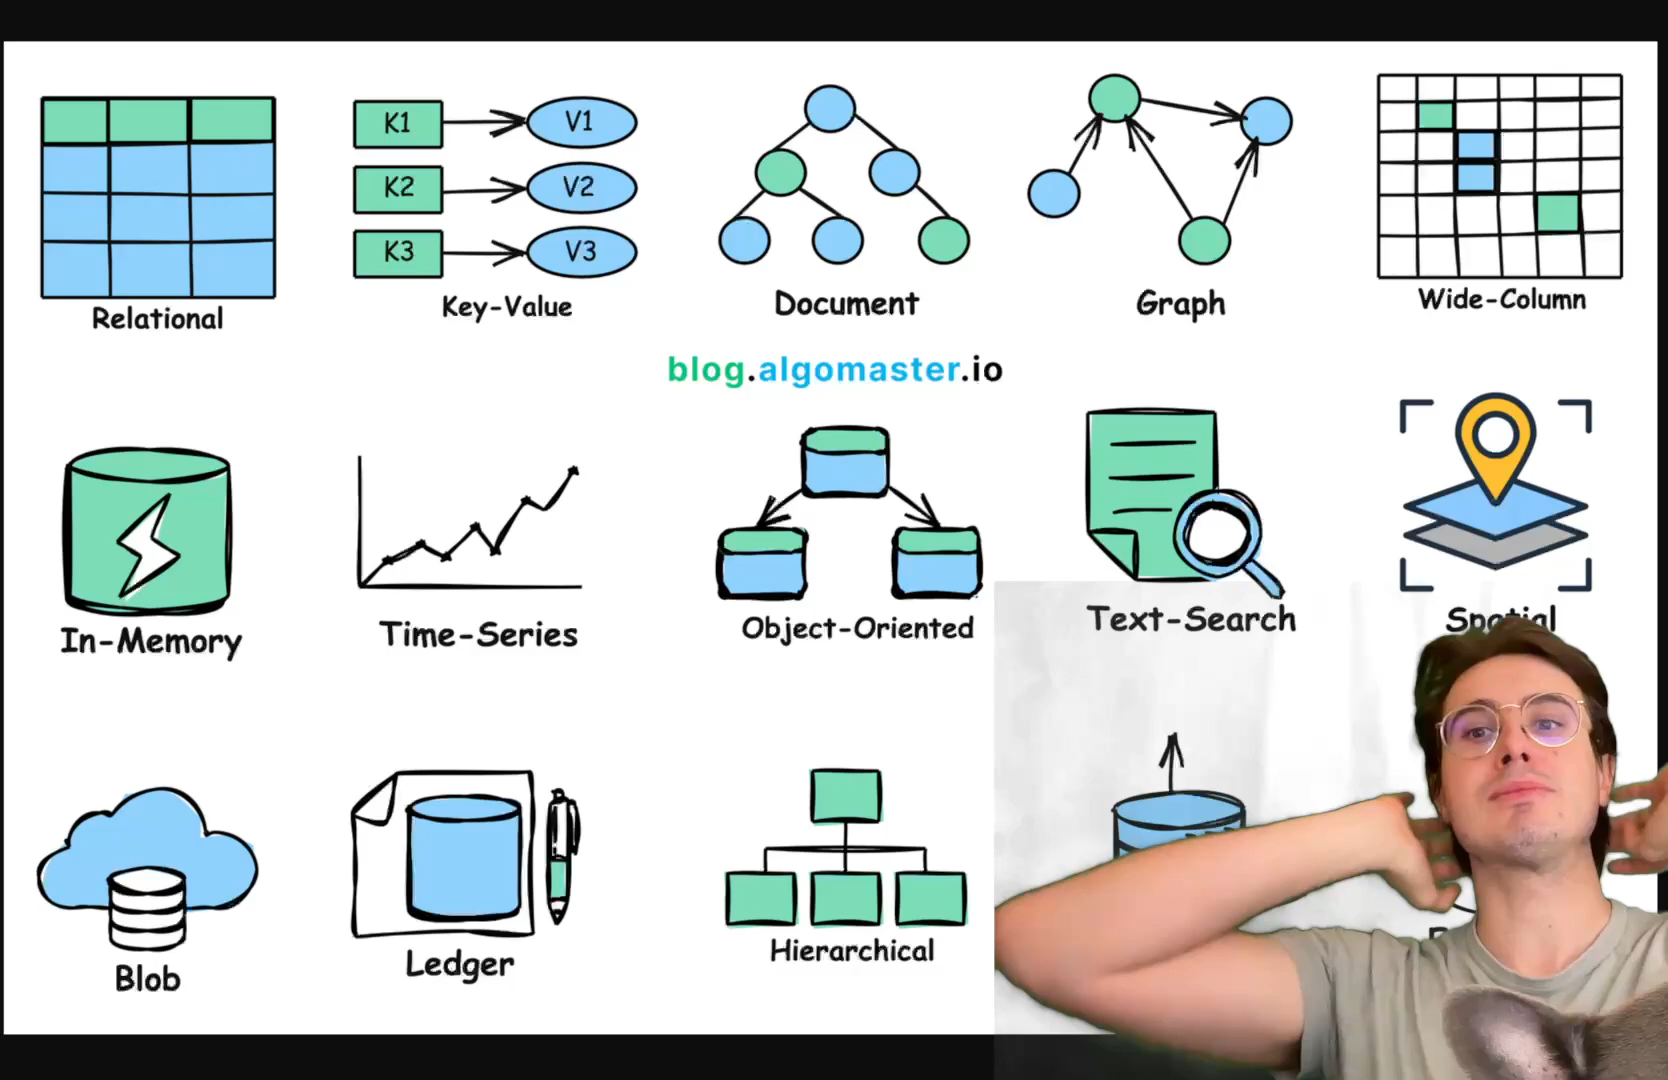 K1
V1
K2
V2
K3
V3
Relational
Key-Value
Document
Graph
Wide-Column
blog.algomaster.io
In-Memory
Time-Series
Object-Oriented
Text-Search
Spatial
Blob
Ledger
Hierarchical